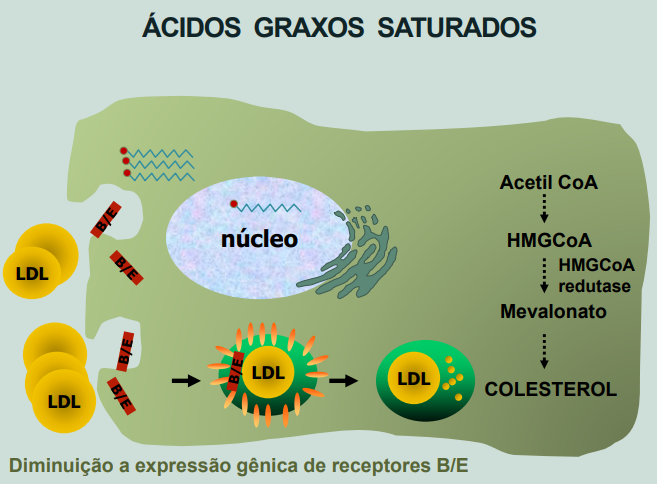 ÁCIDOS GRAXOS SATURADOS
B/E
B/E
LDL
núcleo
Acetil CoA
HMGCoA
HMGCoA
redutase
Mevalonato
B/E
B/E
LDL
B/E
LDL
LDL
COLESTEROL
Diminuição a expressão gênica de receptores B/E